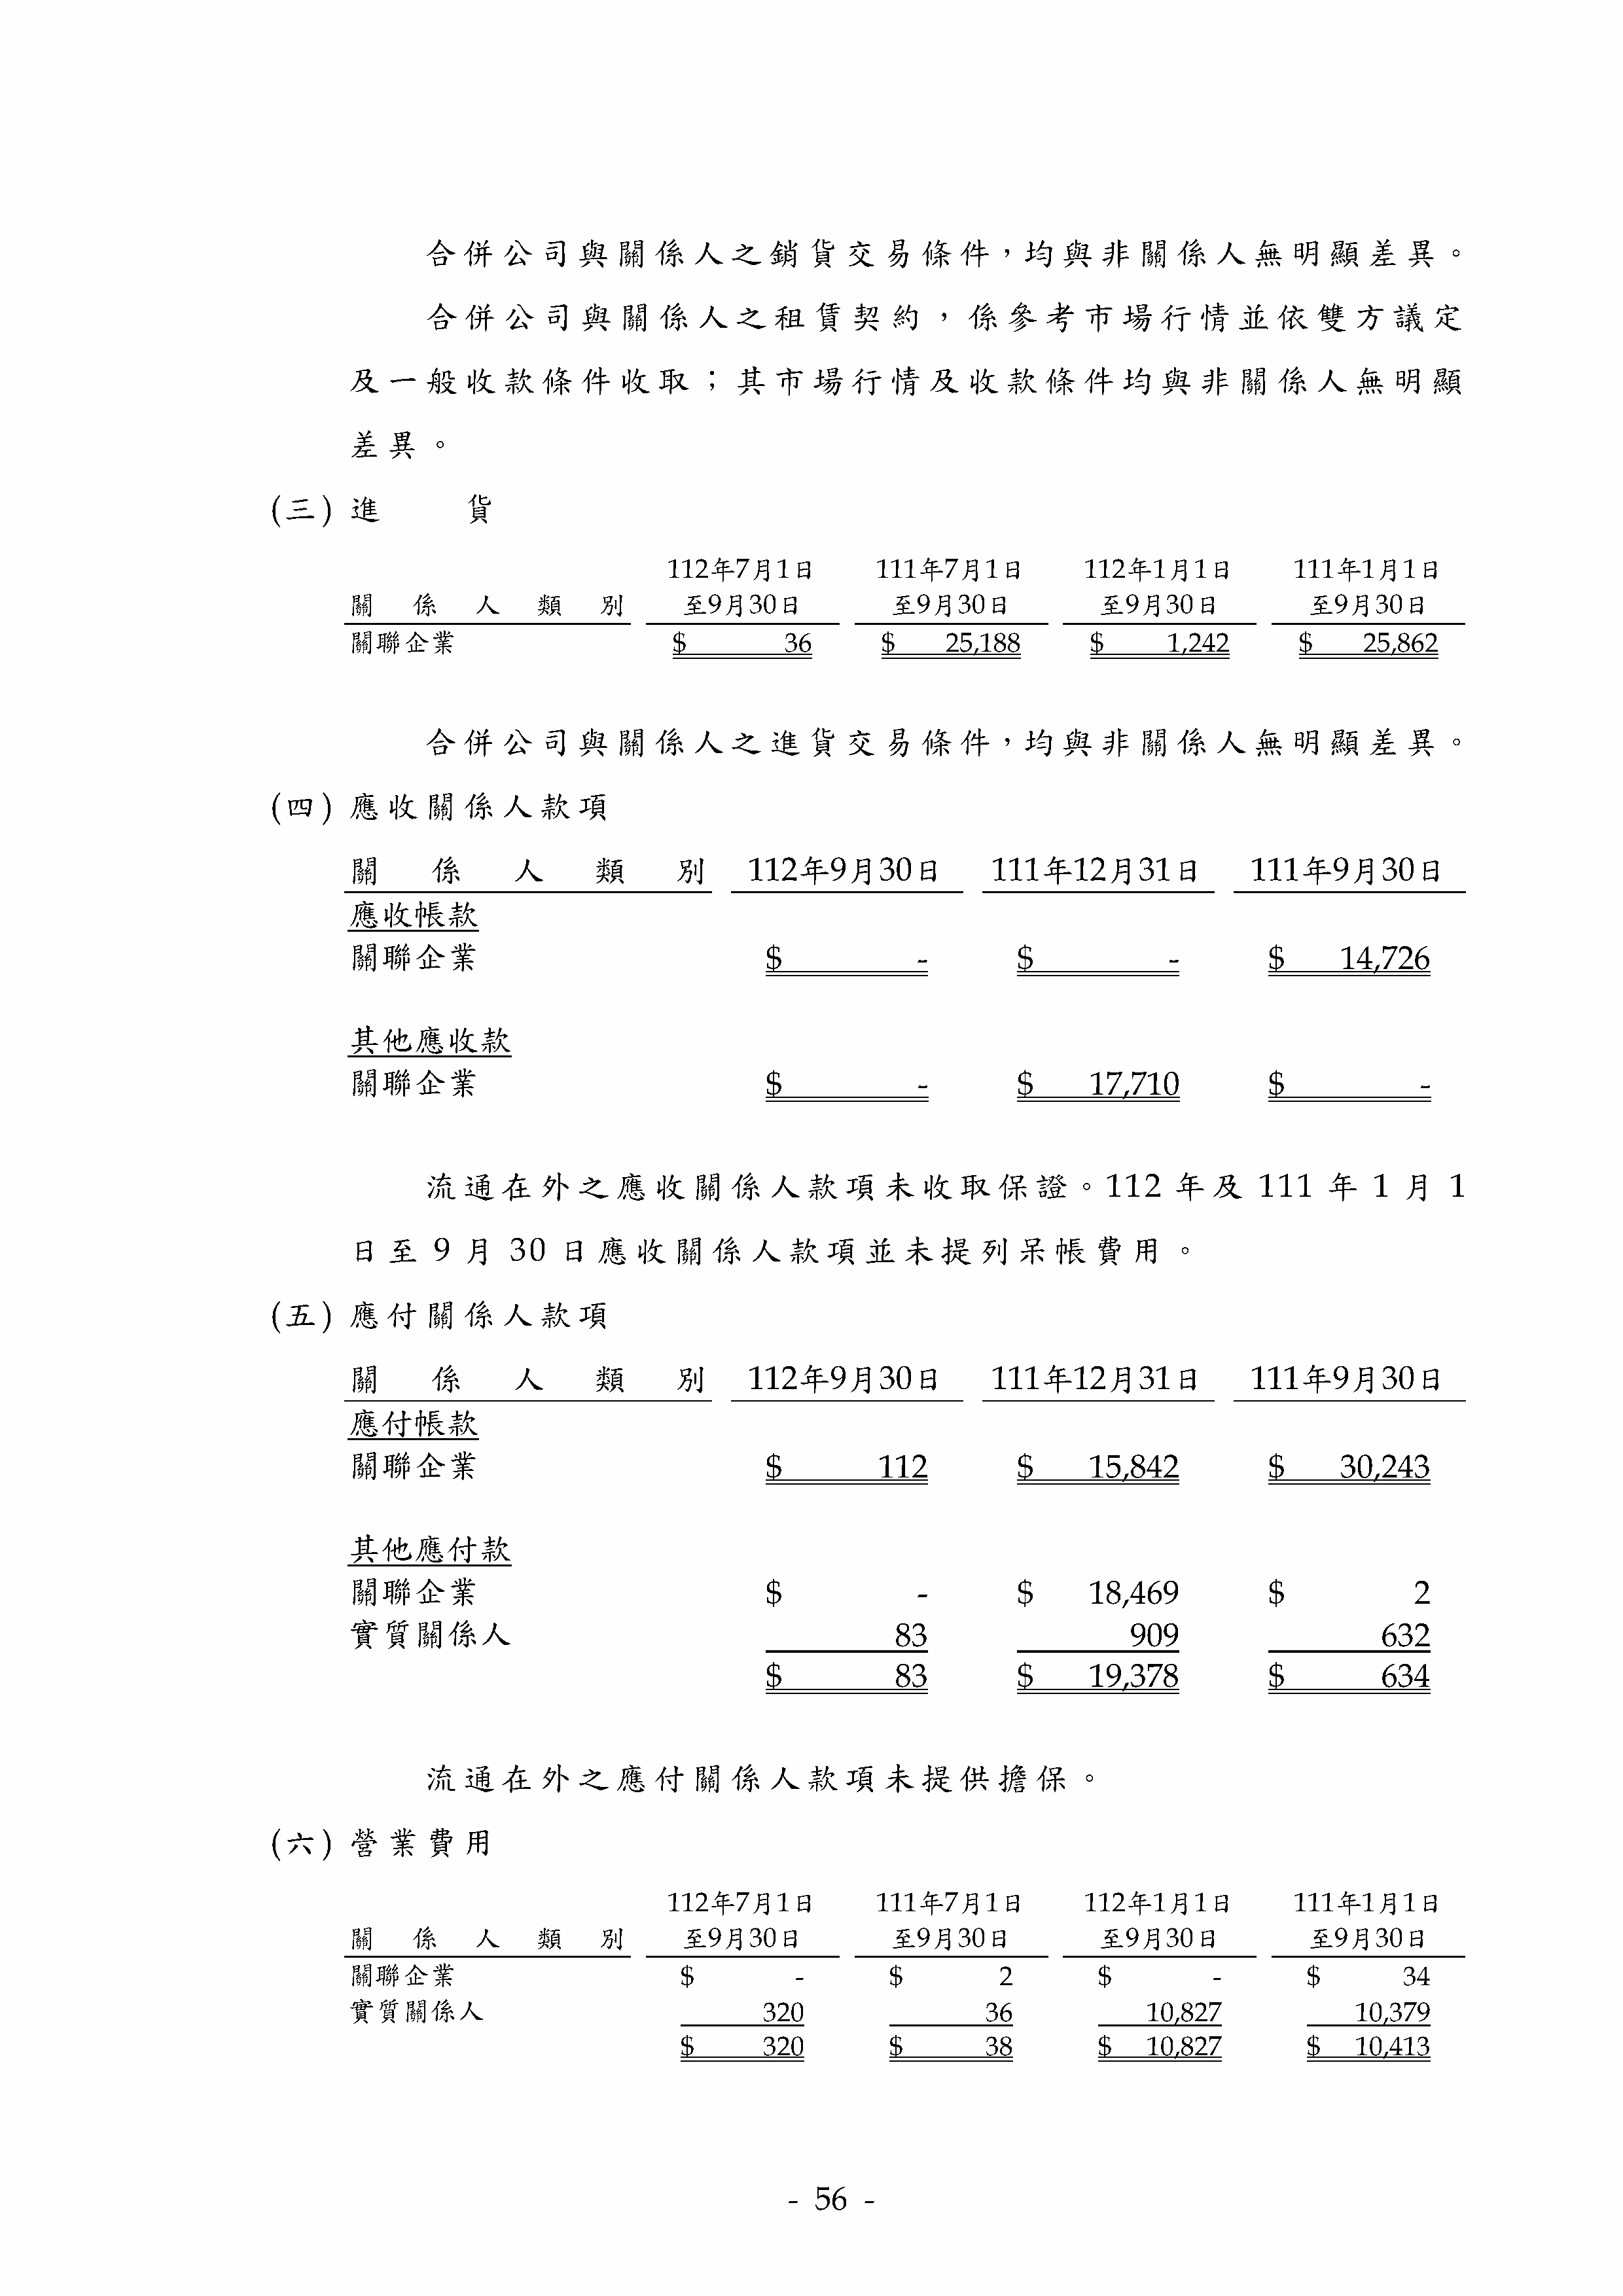 合併公司與關係人之銷貨交易條件，均與非關係人無明顯差異。
合併公司與關係人之租賃契約，係參考市場行情並依雙方議定
及一般收款條件收取；其市場行情及收款條件均與非關係人無明顯
差異。
(三) 進 貨
112年7月1日 111年7月1日 112年1月1日 111年1月1日
關係人類別 至9月30日 至9月30日 至9月30日 至9月30日
關聯企業 $ 36 $ 25,188 $ 1,242 $ 25,862
合併公司與關係人之進貨交易條件，均與非關係人無明顯差異。
(四) 應收關係人款項
關係人類別 112年9月30日 111年12月31日 111年9月30日
應收帳款
關聯企業 $ - $ - $ 14,726
其他應收款
關聯企業 $ - $ 17,710 $ -
流通在外之應收關係人款項未收取保證。112 年及 111 年 1 月 1
日至 9 月 30 日應收關係人款項並未提列呆帳費用。
(五) 應付關係人款項
關係人類別 112年9月30日 111年12月31日 111年9月30日
應付帳款
關聯企業 $ 112 $ 15,842 $ 30,243
其他應付款
關聯企業 $ - $ 18,469 $ 2
實質關係人 83 909 632
$ 83 $ 19,378 $ 634
流通在外之應付關係人款項未提供擔保。
(六) 營業費用
112年7月1日 111年7月1日 112年1月1日 111年1月1日
關係人類別 至9月30日 至9月30日 至9月30日 至9月30日
關聯企業 $ - $ 2 $ - $ 34
實質關係人 320 36 10,827 10,379
$ 320 $ 38 $ 10,827 $ 10,413
- 56 -